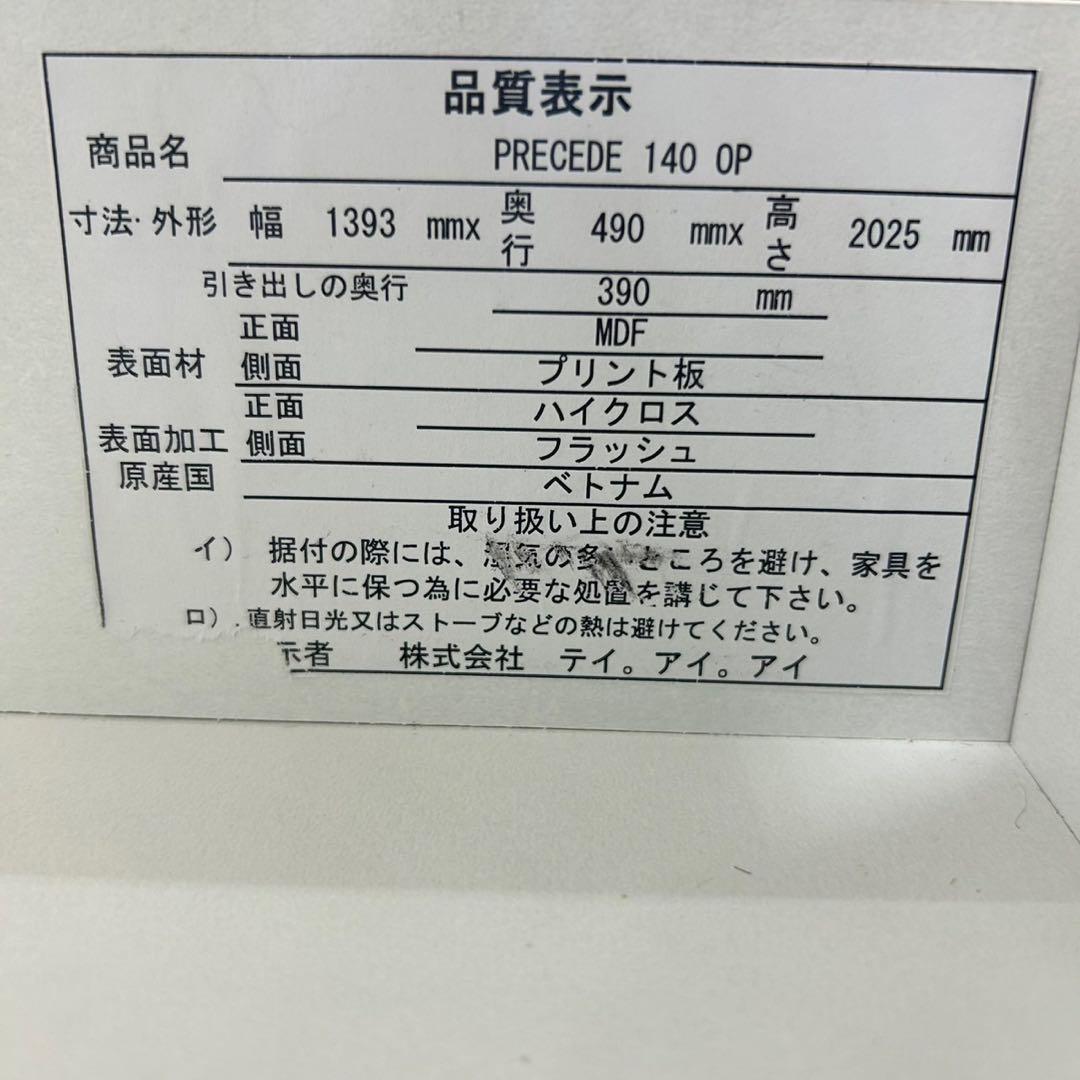 品質表示
商品名 PRECEDE 140 OP
寸法・外形 幅 1393 mmx 奥行 490 mmx 高さ 2025 mm
引き出しの奥行 390 mm
正面 MDF
表面材 側面 プリント板
正面 ハイクロス
表面加工 側面 フラッシュ
原産国 ベトナム
取り扱い上の注意
イ) 据付の際には、湿気の多いところを避け、家具を
水平に保つ為に必要な処置を講じて下さい。
ロ) 直射日光又はストーブなどの熱は避けてください。
示者 株式会社 テイ。アイ。アイ